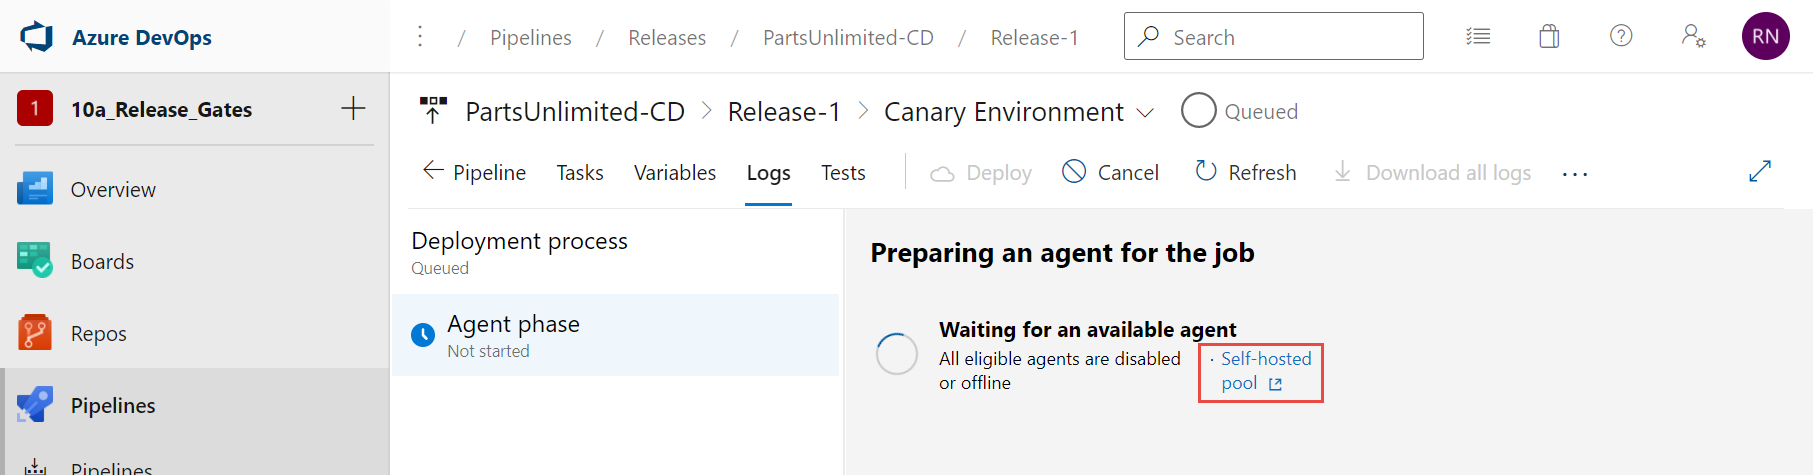 Azure DevOps
⋮ / Pipelines / Releases / PartsUnlimited-CD / Release-1
Search
RN
1 10a_Release_Gates +
PartsUnlimited-CD > Release-1 > Canary Environment
Queued
Pipeline Tasks Variables Logs Tests
Deploy Cancel Refresh Download all logs ...
Overview
Boards
Repos
Pipelines
Pipelines
Deployment process
Queued
Agent phase
Not started
Preparing an agent for the job
Waiting for an available agent
All eligible agents are disabled
or offline
· Self-hosted
pool